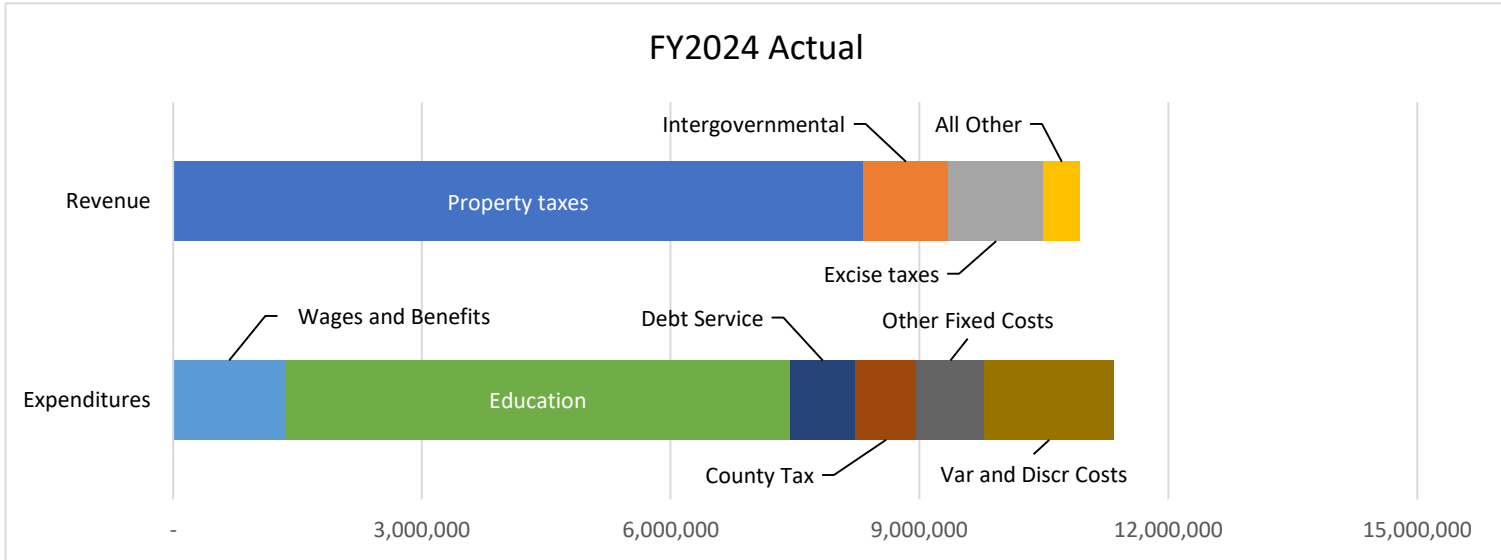 FY2024 Actual
Intergovernmental
All Other
Revenue
Property taxes
Excise taxes
Wages and Benefits
Debt Service
Other Fixed Costs
Expenditures
Education
County Tax
Var and Discr Costs
-
3,000,000
6,000,000
9,0000,000
12,000,000
15,000,000